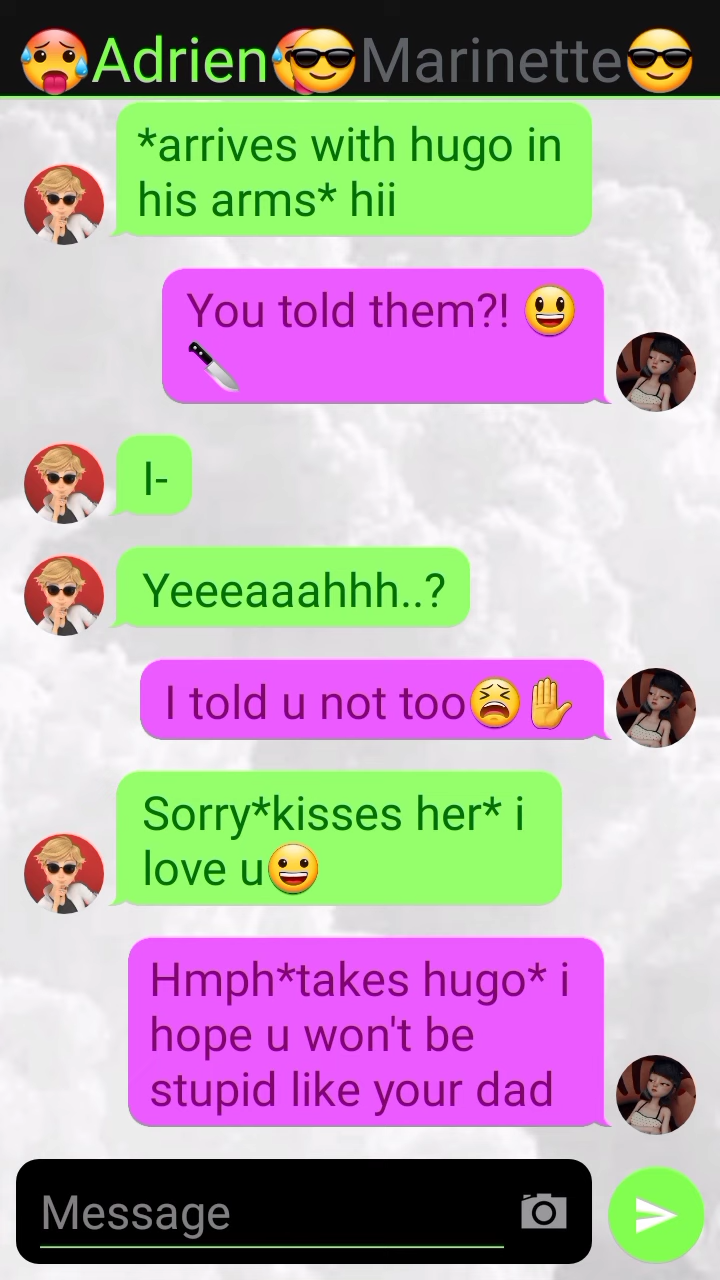 🥵Adrien🥵😎Marinette😎
*arrives with hugo in
his arms* hii
You told them?! 😃
🔪
I-
Yeeeaaahhh..?
I told u not too😫✋
Sorry*kisses her* i
love u😀
Hmph*takes hugo* i
hope u won't be
stupid like your dad
Message